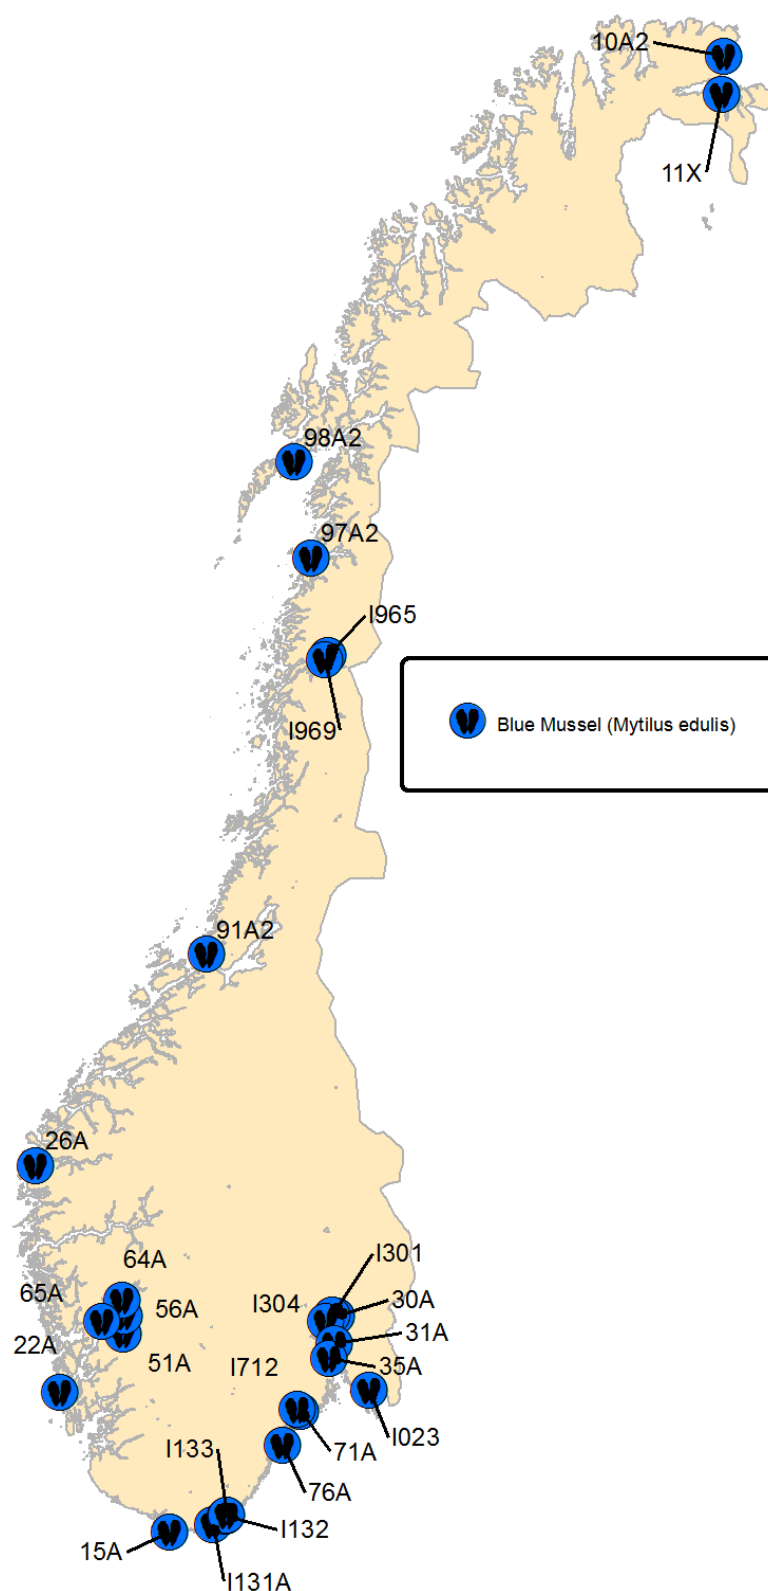 10A2
11X
98A2
97A2
I965
I969
Blue Mussel (Mytilus edulis)
91A2
26A
I301
64A
65A
I304
30A
56A
31A
22A
51A
I712
35A
I023
71A
I133
76A
I132
15A
I131A